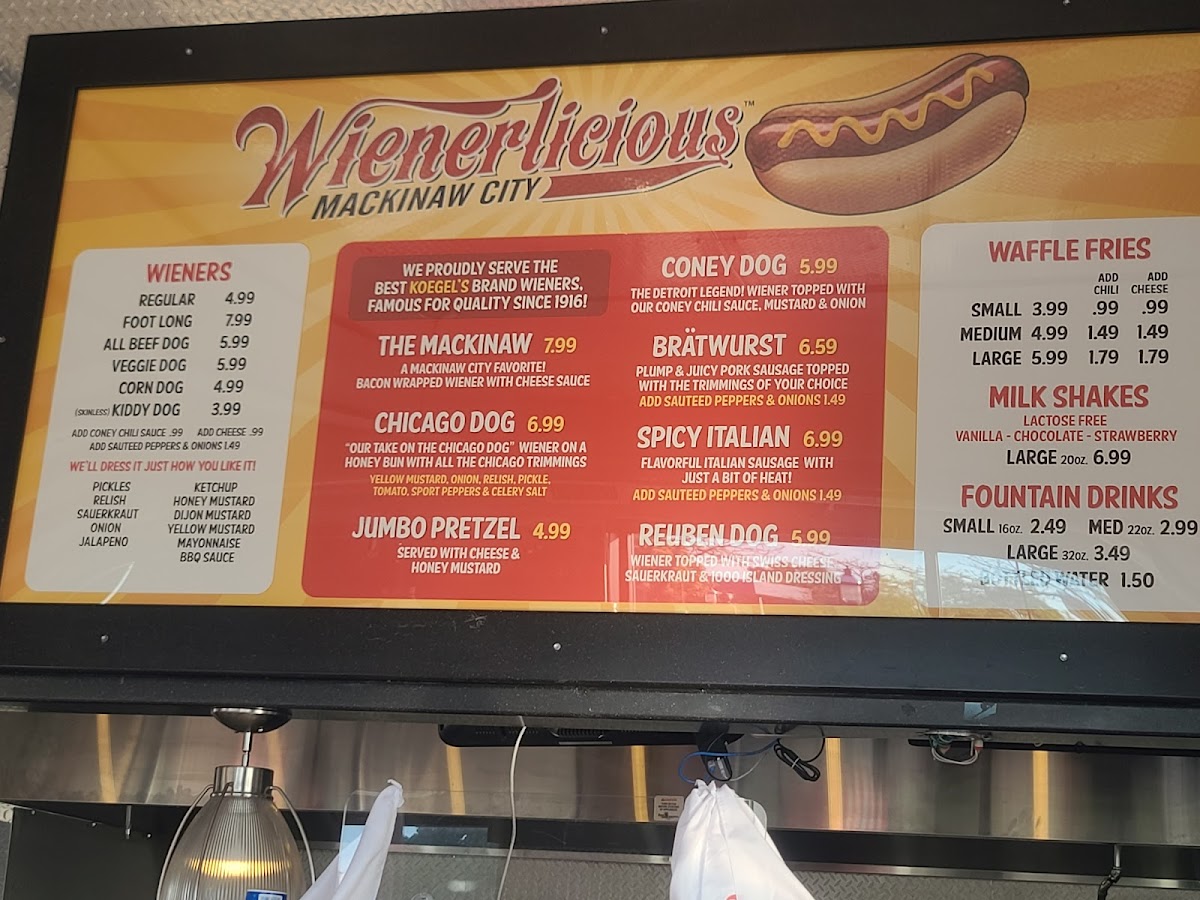 Wienerlicious™
MACKINAW CITY
WIENERS
REGULAR 4.99
FOOT LONG 7.99
ALL BEEF DOG 5.99
VEGGIE DOG 5.99
CORN DOG 4.99
(SKINLESS) KIDDY DOG 3.99
ADD CONEY CHILI SAUCE .99 ADD CHEESE .99
ADD SAUTEED PEPPERS & ONIONS 1.49
WE'LL DRESS IT JUST HOW YOU LIKE IT!
PICKLES
RELISH
SAUERKRAUT
ONION
JALAPENO
KETCHUP
HONEY MUSTARD
DIJON MUSTARD
YELLOW MUSTARD
MAYONNAISE
BBQ SAUCE
WE PROUDLY SERVE THE
BEST KOEGEL'S BRAND WIENERS,
FAMOUS FOR QUALITY SINCE 1916!
THE MACKINAW 7.99
A MACKINAW CITY FAVORITE!
BACON WRAPPED WIENER WITH CHEESE SAUCE
CHICAGO DOG 6.99
"OUR TAKE ON THE CHICAGO DOG" WIENER ON A
HONEY BUN WITH ALL THE CHICAGO TRIMMINGS
YELLOW MUSTARD, ONION, RELISH, PICKLE,
TOMATO, SPORT PEPPERS & CELERY SALT
JUMBO PRETZEL 4.99
SERVED WITH CHEESE &
HONEY MUSTARD
CONEY DOG 5.99
THE DETROIT LEGEND! WIENER TOPPED WITH
OUR CONEY CHILI SAUCE, MUSTARD & ONION
BRÄTWURST 6.59
PLUMP & JUICY PORK SAUSAGE TOPPED
WITH THE TRIMMINGS OF YOUR CHOICE
ADD SAUTEED PEPPERS & ONIONS 1.49
SPICY ITALIAN 6.99
FLAVORFUL ITALIAN SAUSAGE WITH
JUST A BIT OF HEAT!
ADD SAUTEED PEPPERS & ONIONS 1.49
REUBEN DOG 5.99
WIENER TOPPED WITH SWISS CHEESE
SAUERKRAUT & 1000 ISLAND DRESSING
WAFFLE FRIES
ADD CHILI ADD CHEESE
SMALL 3.99 .99 .99
MEDIUM 4.99 1.49 1.49
LARGE 5.99 1.79 1.79
MILK SHAKES
LACTOSE FREE
VANILLA - CHOCOLATE - STRAWBERRY
LARGE 20oz. 6.99
FOUNTAIN DRINKS
SMALL 16oz. 2.49 MED 22oz. 2.99
LARGE 32oz. 3.49
BOTTLED WATER 1.50